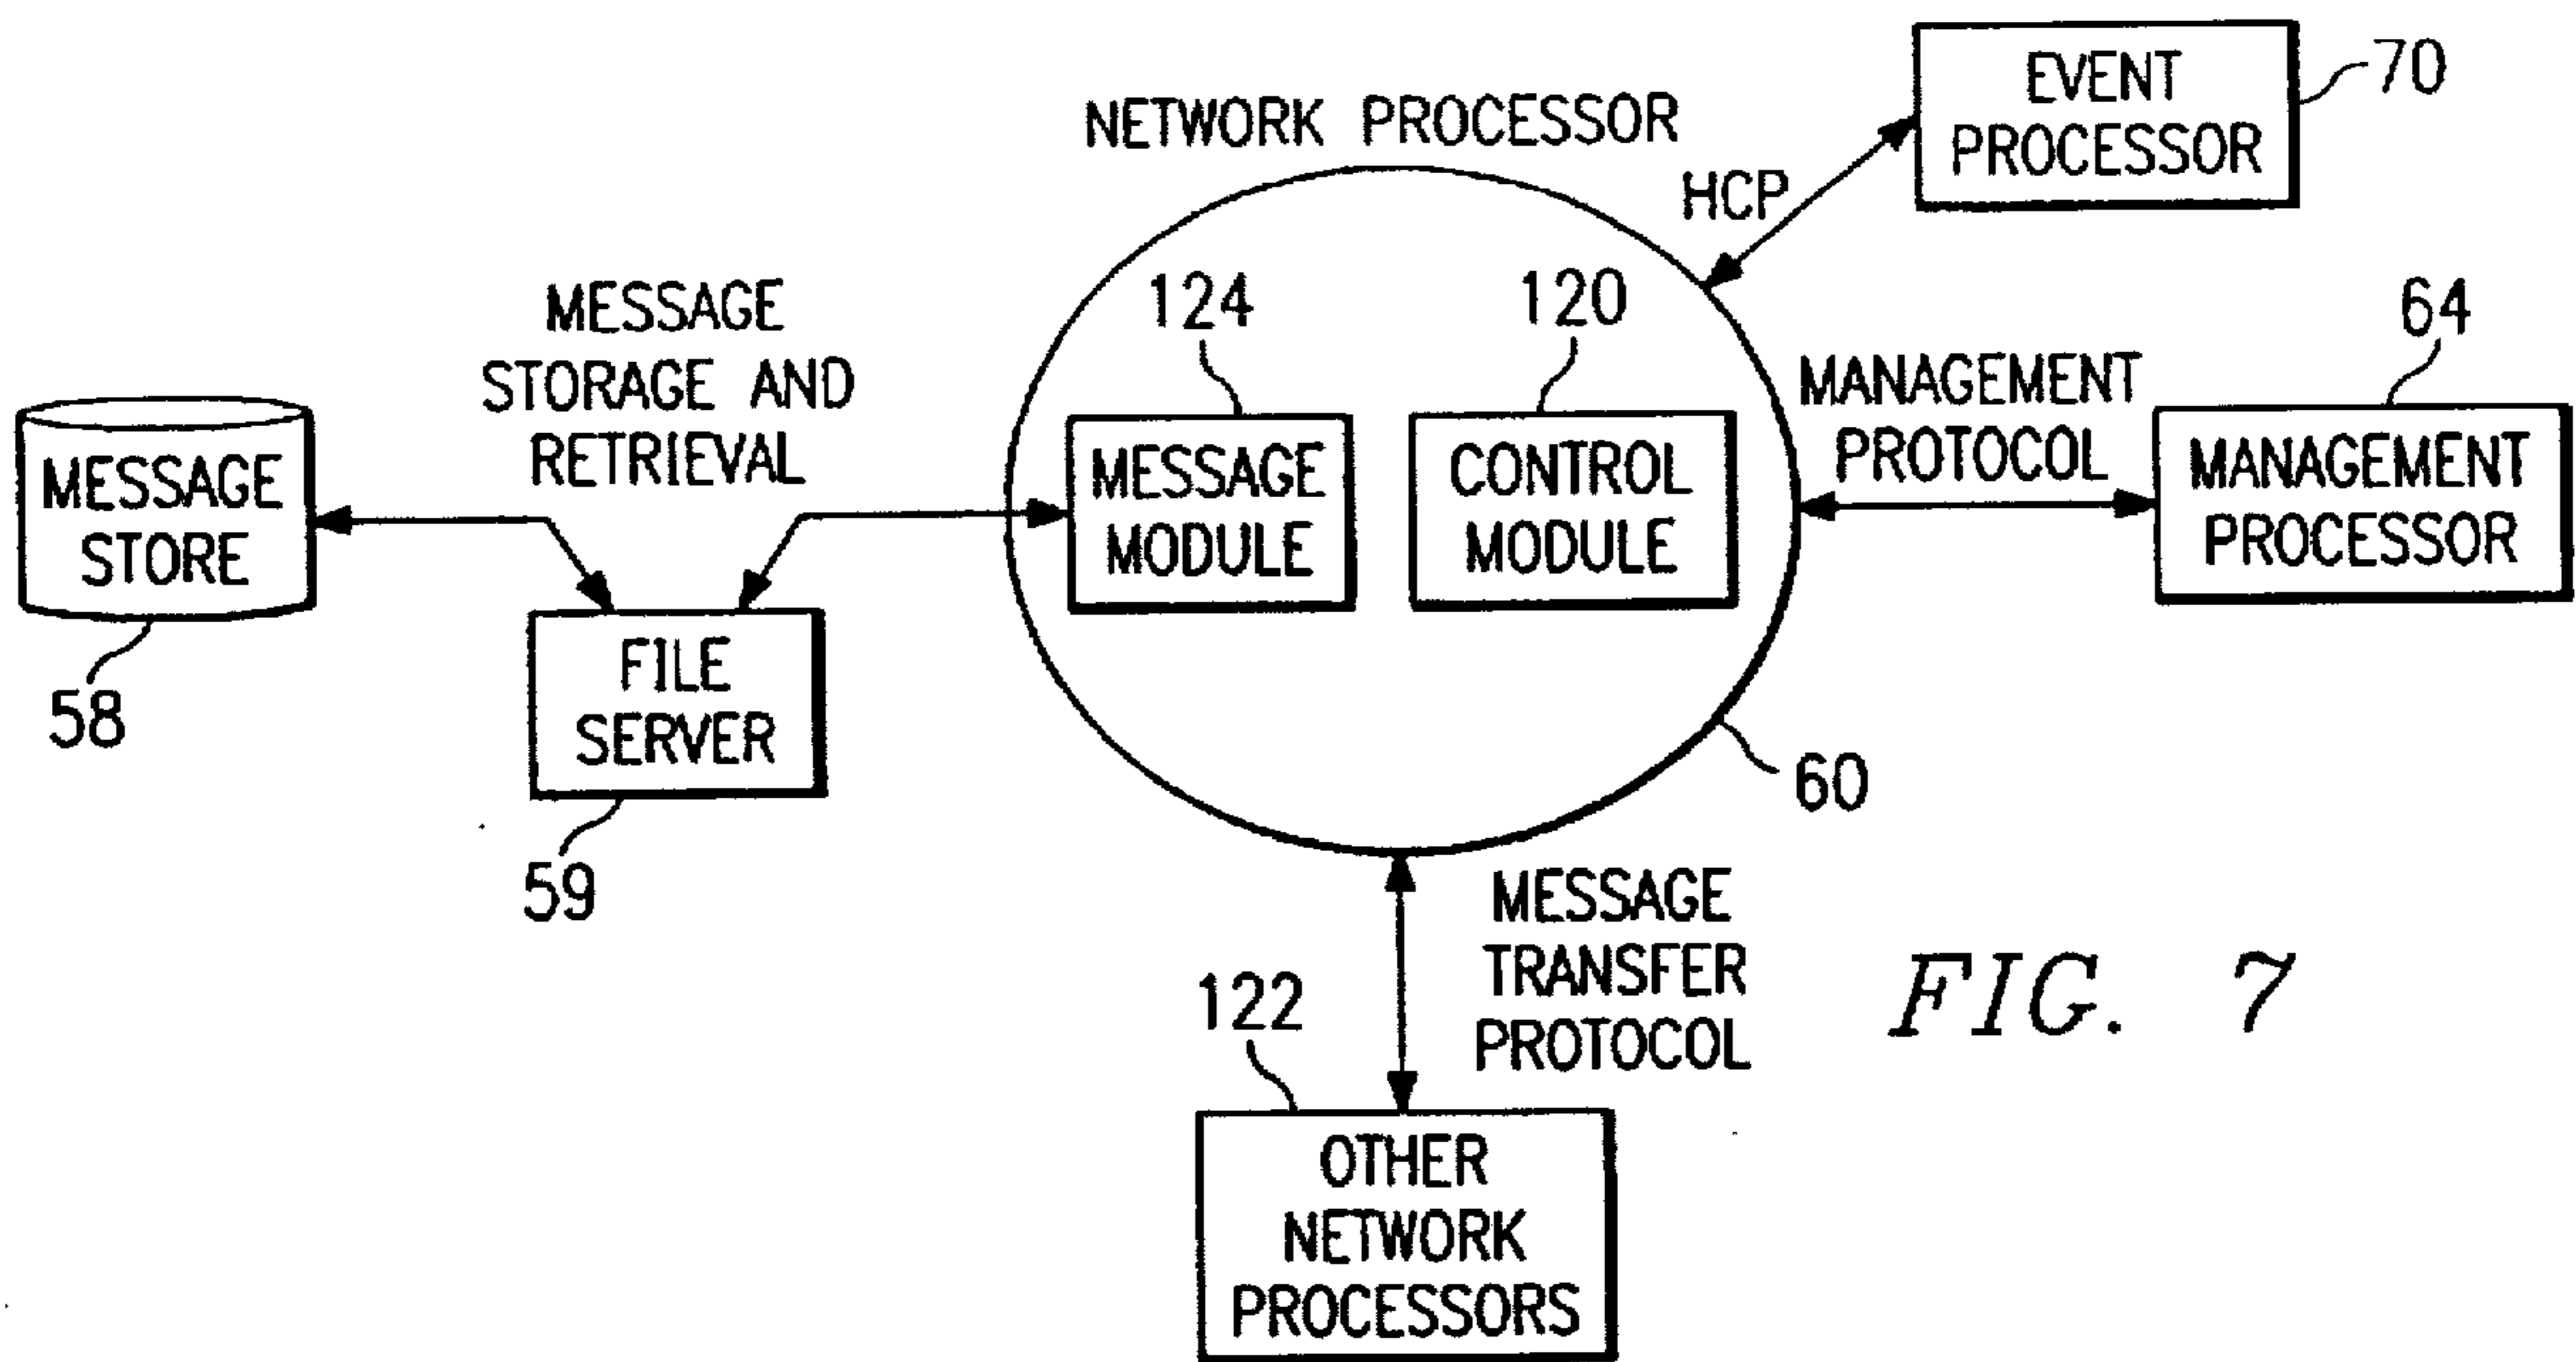 NETWORK PROCESSOR
HCP
EVENT
PROCESSOR
70
MESSAGE
STORAGE AND
RETRIEVAL
124
120
MANAGEMENT
PROTOCOL
64
MESSAGE
STORE
58
FILE
SERVER
59
MESSAGE
MODULE
CONTROL
MODULE
MANAGEMENT
PROCESSOR
60
MESSAGE
TRANSFER
PROTOCOL
122
OTHER
NETWORK
PROCESSORS
FIG. 7